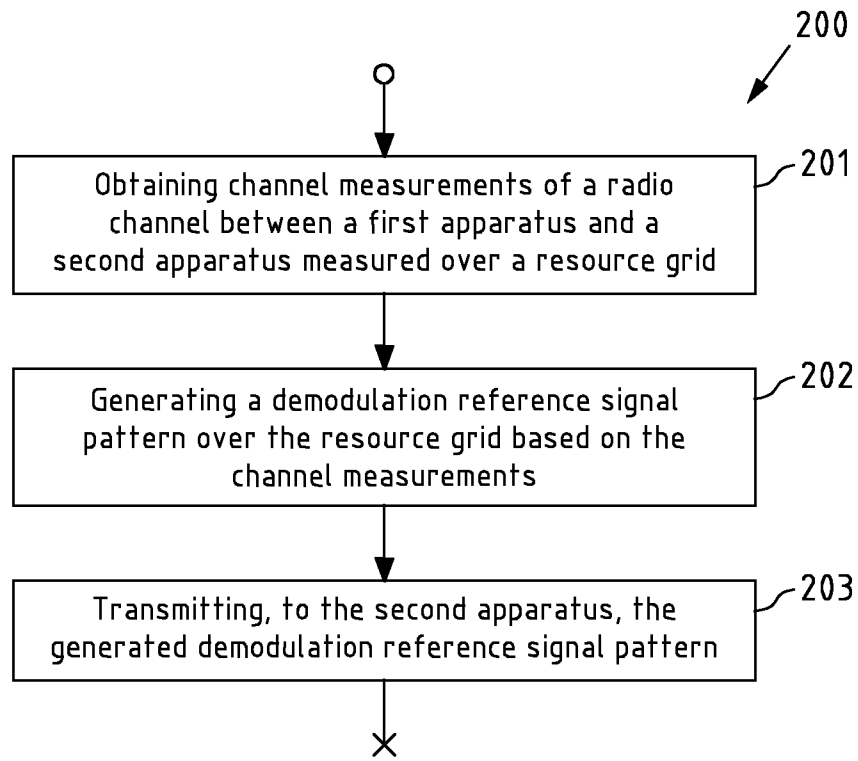 200
201
Obtaining channel measurements of a radio
channel between a first apparatus and a
second apparatus measured over a resource grid
202
Generating a demodulation reference signal
pattern over the resource grid based on the
channel measurements
203
Transmitting, to the second apparatus, the
generated demodulation reference signal pattern